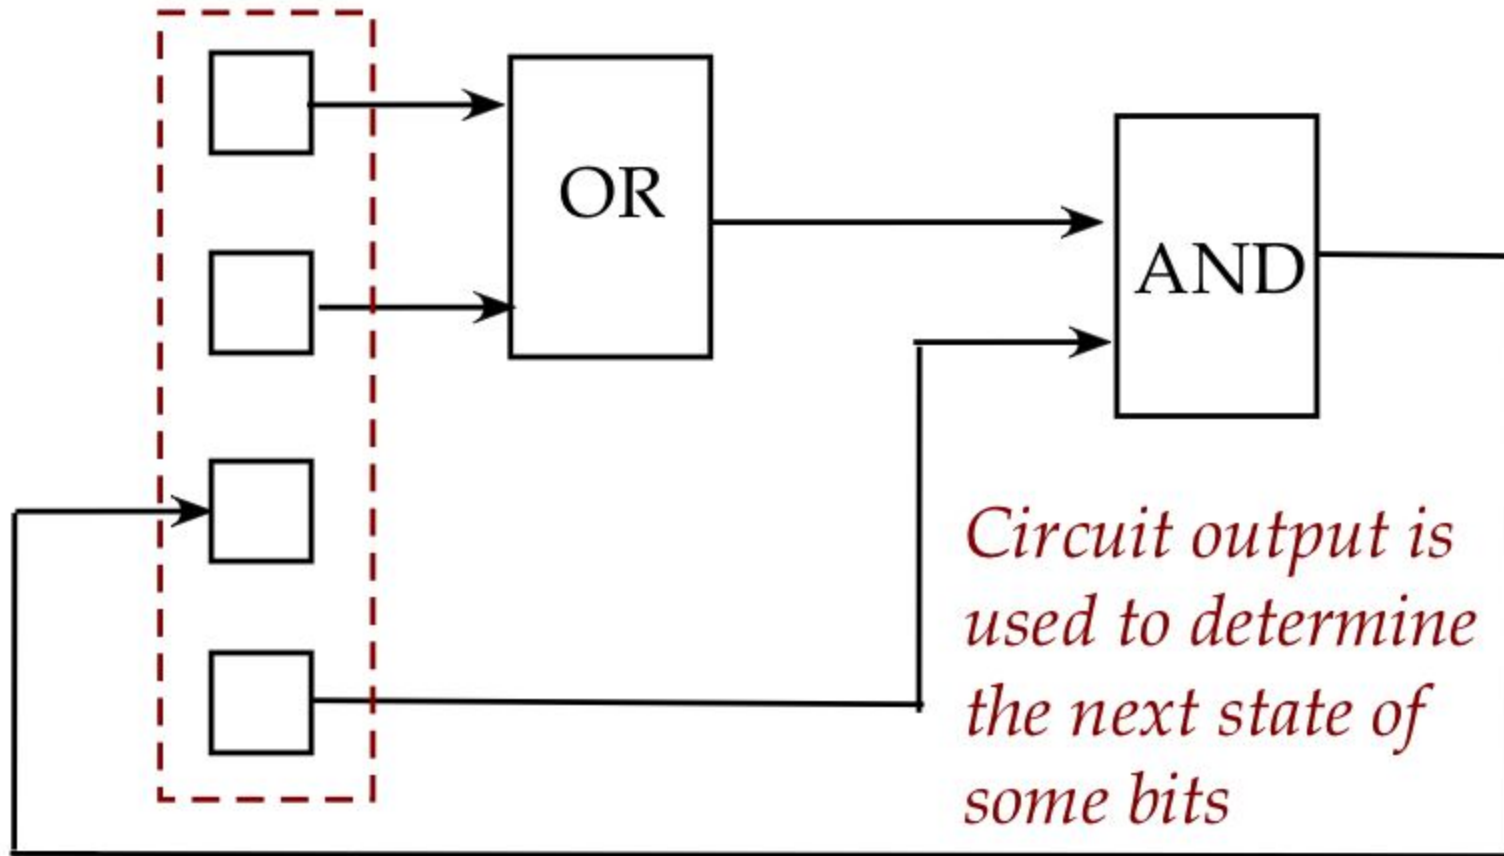 OR
AND
Circuit output is
used to determine
the next state of
some bits